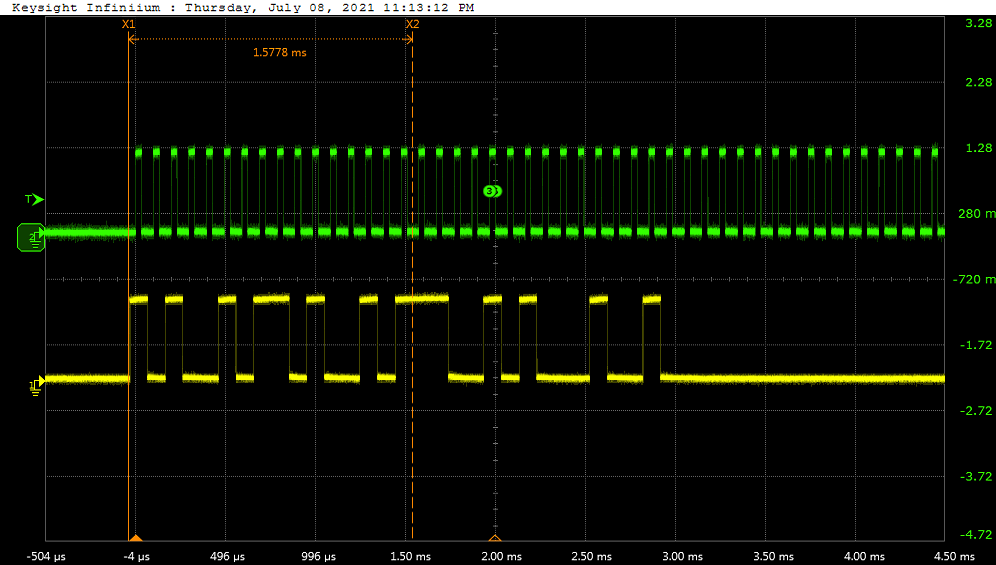 Keysight Infiniium : Thursday, July 08, 2021 11:13:12 PM
X1 X2
3.28
1.5778 ms
2.28
1.28
T
280 m
2
-720 m
-1.72
1
-2.72
-3.72
-4.72
-504 µs -4 µs 496 µs 996 µs 1.50 ms 2.00 ms 2.50 ms 3.00 ms 3.50 ms 4.00 ms 4.50 ms